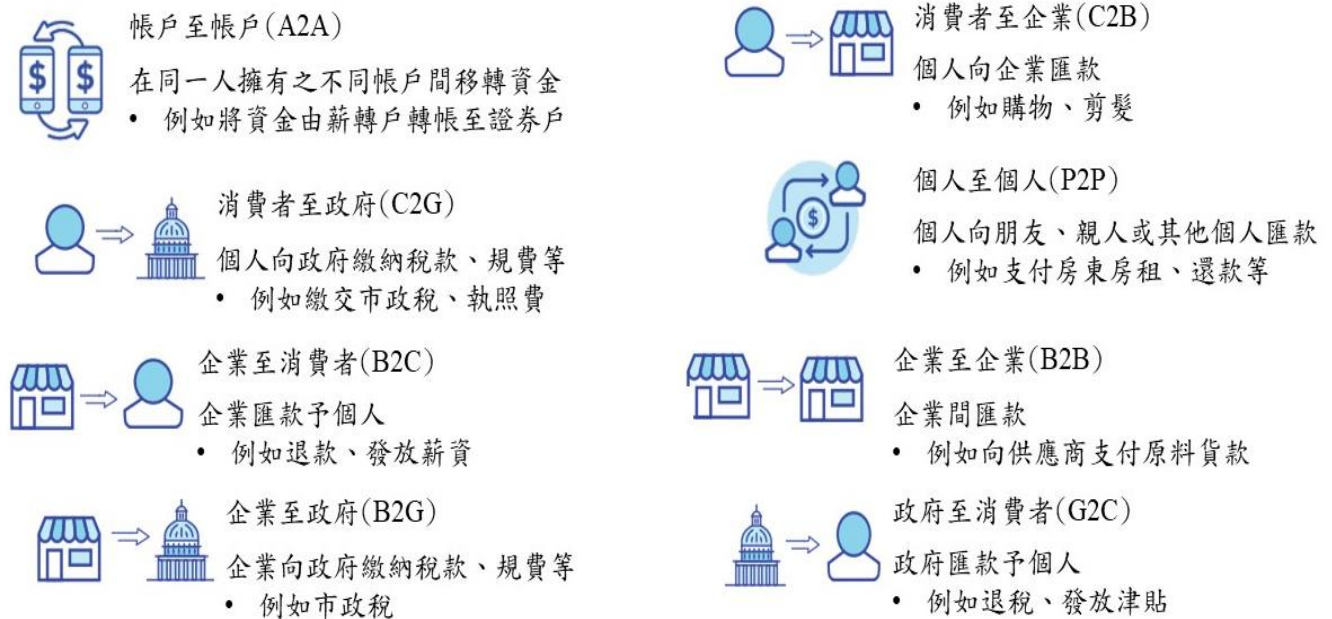 帳戶至帳戶(A2A)
在同一人擁有之不同帳戶間移轉資金
• 例如將資金由薪轉戶轉帳至證券戶
消費者至企業(C2B)
個人向企業匯款
• 例如購物、剪髮
消費者至政府(C2G)
個人向政府繳納稅款、規費等
• 例如繳交市政稅、執照費
個人至個人(P2P)
個人向朋友、親人或其他個人匯款
• 例如支付房東房租、還款等
企業至消費者(B2C)
企業匯款予個人
• 例如退款、發放薪資
企業至企業(B2B)
企業間匯款
• 例如向供應商支付原料貨款
企業至政府(B2G)
企業向政府繳納稅款、規費等
• 例如市政稅
政府至消費者(G2C)
政府匯款予個人
• 例如退稅、發放津貼